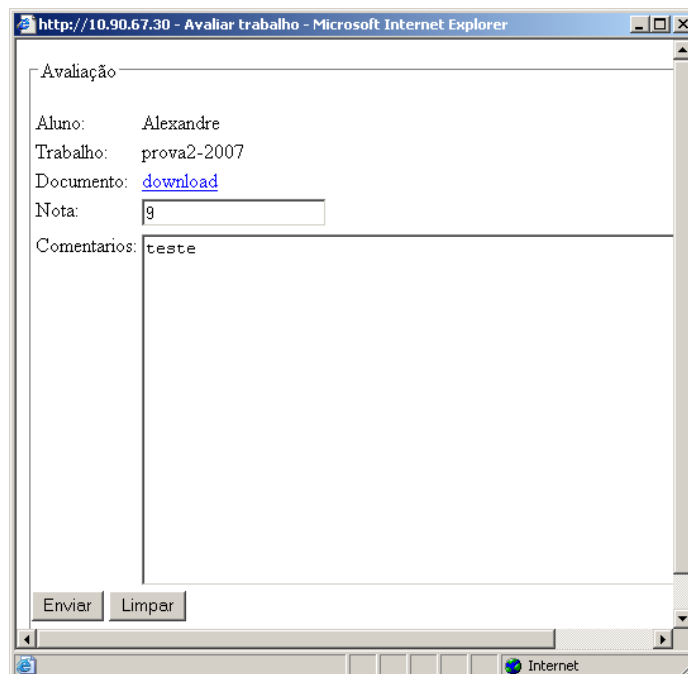 http://10.90.67.30 - Avaliar trabalho - Microsoft Internet Explorer
Avaliação
Aluno: Alexandre
Trabalho: prova2-2007
Documento: download
Nota: 9
Comentarios: teste
Enviar Limpar
Internet